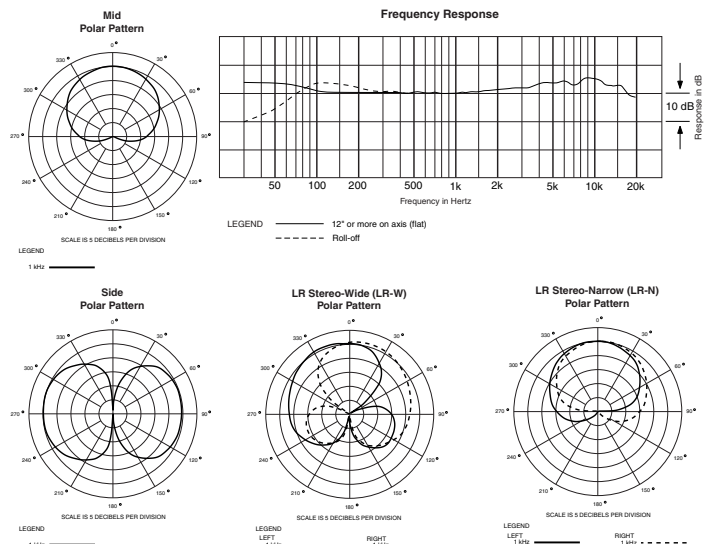 Mid
Polar Pattern
0°
330° 30°
300° 60°
270° 90°
240° 120°
210° 150°
180°
SCALE IS 5 DECIBELS PER DIVISION
LEGEND
1 kHz
Frequency Response
10 dB
Response in dB
50 100 200 500 1k 2k 5k 10k 20k
Frequency in Hertz
LEGEND
12" or more on axis (flat)
Roll-off
Side
Polar Pattern
0°
330° 30°
300° 60°
270° 90°
240° 120°
210° 150°
180°
SCALE IS 5 DECIBELS PER DIVISION
LEGEND
LR Stereo-Wide (LR-W)
Polar Pattern
0°
330° 30°
300° 60°
270° 90°
240° 120°
210° 150°
180°
SCALE IS 5 DECIBELS PER DIVISION
LEGEND
LEFT RIGHT
LR Stereo-Narrow (LR-N)
Polar Pattern
0°
330° 30°
300° 60°
270° 90°
240° 120°
210° 150°
180°
SCALE IS 5 DECIBELS PER DIVISION
LEGEND
LEFT RIGHT
1 kHz 1 kHz